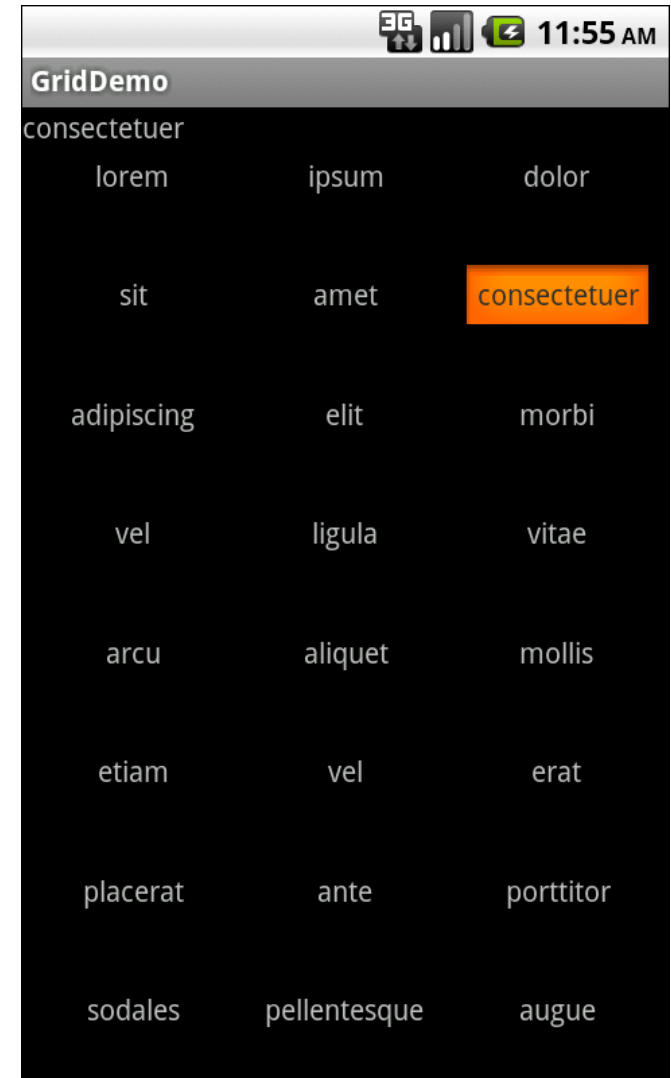 3G 11:55 AM
GridDemo
consectetuer
lorem ipsum dolor
sit amet consectetuer
adipiscing elit morbi
vel ligula vitae
arcu aliquet mollis
etiam vel erat
placerat ante porttitor
sodales pellentesque augue